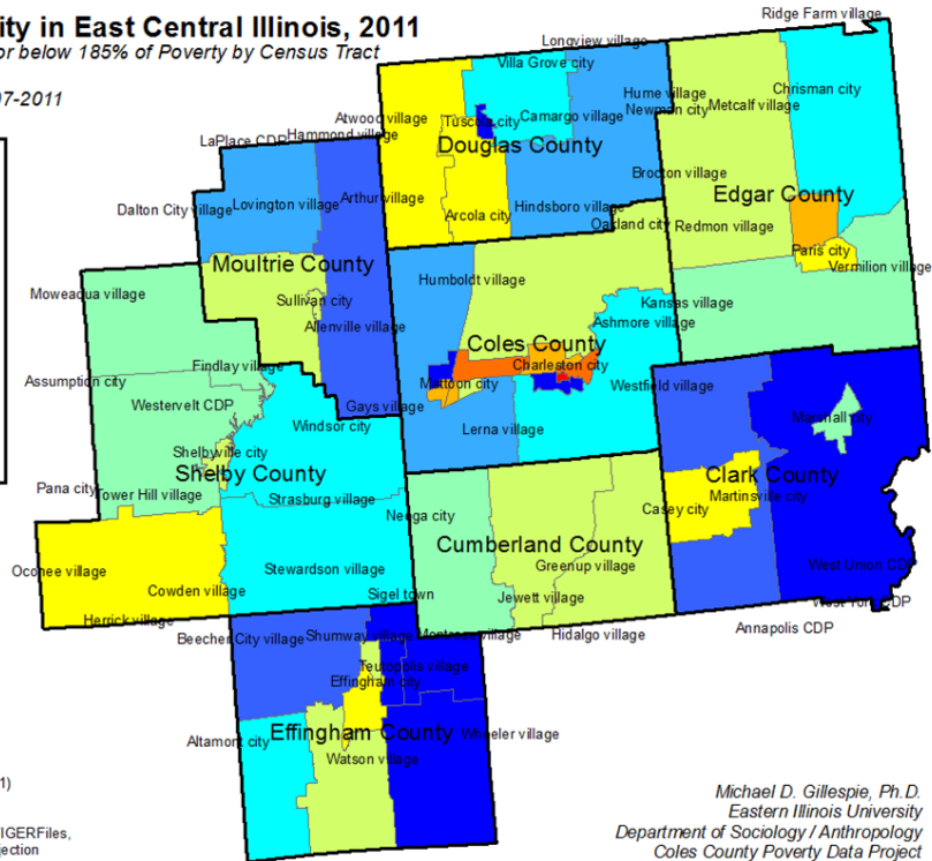 ity in East Central Illinois, 2011
or below 185% of Poverty by Census Tract
07-2011
Ridge Farm village
Longview village
Villa Grove city
Chrisman city
Hume village
Newman city
Metcalf village
Atwood village
Tuscola city
Camargo village
LaPlace CDP
Hammond village
Douglas County
Brocton village
Edgar County
Dalton City village
Lovington village
Arthur village
Arcola city
Hindsboro village
Oakland city
Redmon village
Paris city
Vermilion village
Moultrie County
Humboldt village
Moweaqua village
Sullivan city
Kansas village
Allenville village
Ashmore village
Coles County
Findlay village
Charleston city
Assumption city
Mattoon city
Westfield village
Westervelt CDP
Gays village
Marshall city
Windsor city
Lerna village
Shelbyville city
Shelby County
Clark County
Pana city
Tower Hill village
Strasburg village
Martinsville city
Casey city
Neoga city
Cumberland County
Greenup village
Oconee village
Stewardson village
West Union CDP
Cowden village
Sigel town
Jewett village
West York CDP
Herrick village
Beecher City village
Shumway village
Montrose village
Hidalgo village
Annapolis CDP
Teutopolis village
Effingham city
Effingham County
Altamont city
Wheeler village
Watson village
1)
TIGERFiles,
jection
Michael D. Gillespie, Ph.D.
Eastern Illinois University
Department of Sociology / Anthropology
Coles County Poverty Data Project